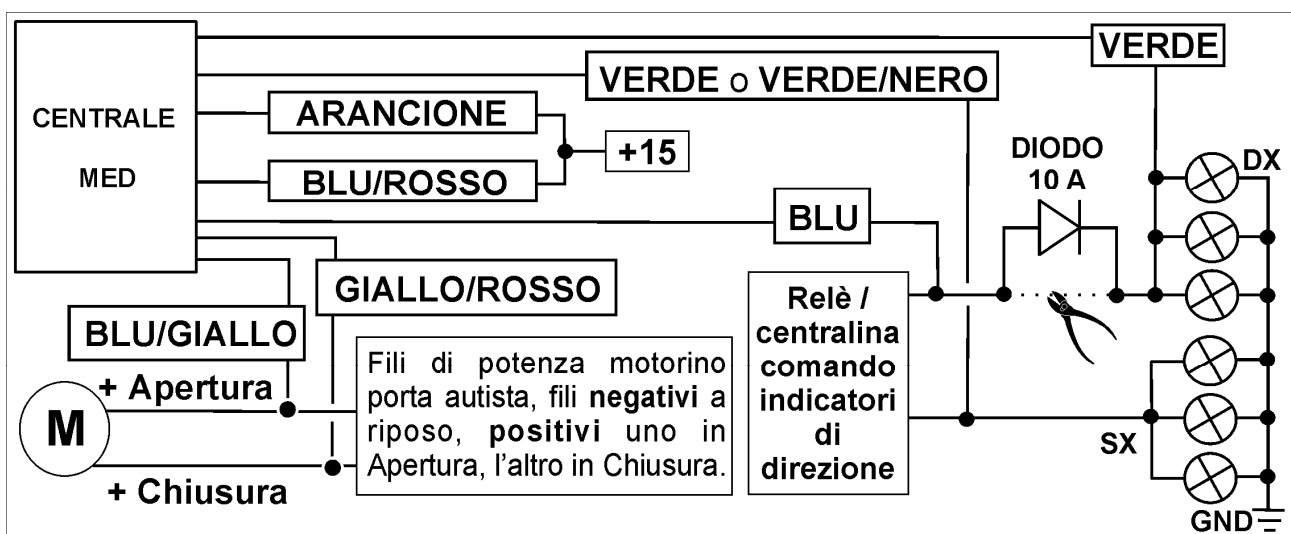 CENTRALE
MED
VERDE
VERDE o VERDE/NERO
ARANCIONE
BLU/ROSSO
+15
BLU
DIODO
10 A
DX
GIALLO/ROSSO
BLU/GIALLO
+ Apertura
M
+ Chiusura
Fili di potenza motorino
porta autista, fili negativi a
riposo, positivi uno in
Apertura, l'altro in Chiusura.
Relè /
centralina
comando
indicatori
di
direzione
SX
GND